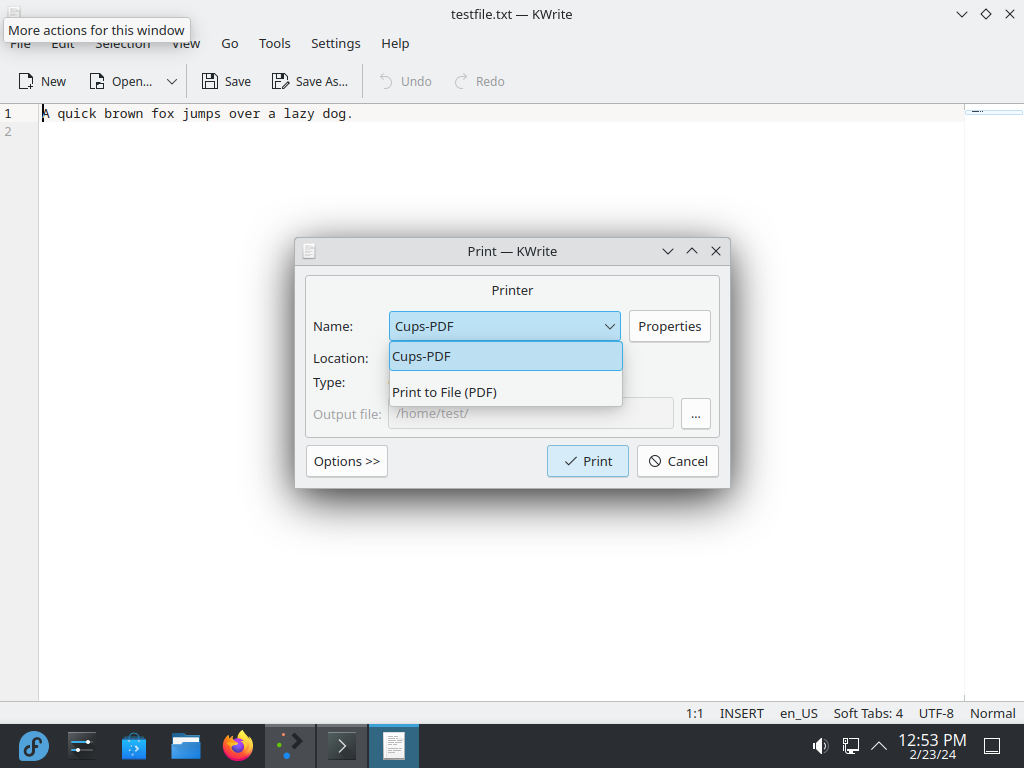 testfile.txt — KWrite
More actions for this window
File Edit Selection View Go Tools Settings Help
New Open... Save Save As... Undo Redo
1 A quick brown fox jumps over a lazy dog.
2
Print — KWrite
Printer
Name: Cups-PDF Properties
Cups-PDF
Location:
Type:
Print to File (PDF)
Output file: /home/test/ ...
Options >> Print Cancel
1:1 INSERT en_US Soft Tabs: 4 UTF-8 Normal
12:53 PM
2/23/24